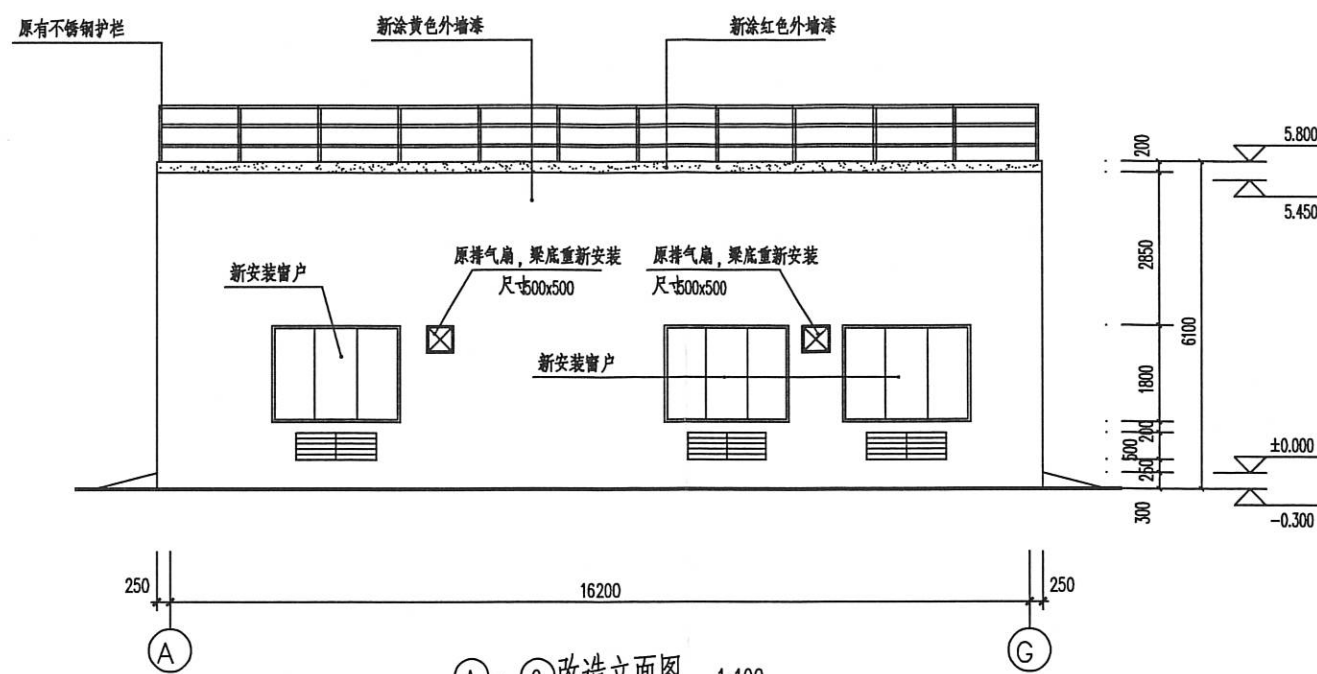 原有不锈钢护栏
新涂黄色外墙漆
新涂红色外墙漆
200
5.800
5.450
2850
原排气扇，梁底重新安装
尺寸500x500
原排气扇，梁底重新安装
尺寸500x500
新安装窗户
新安装窗户
6100
1800
200
500
250
±0.000
300
-0.300
250
16200
250
A
G
改造立面图